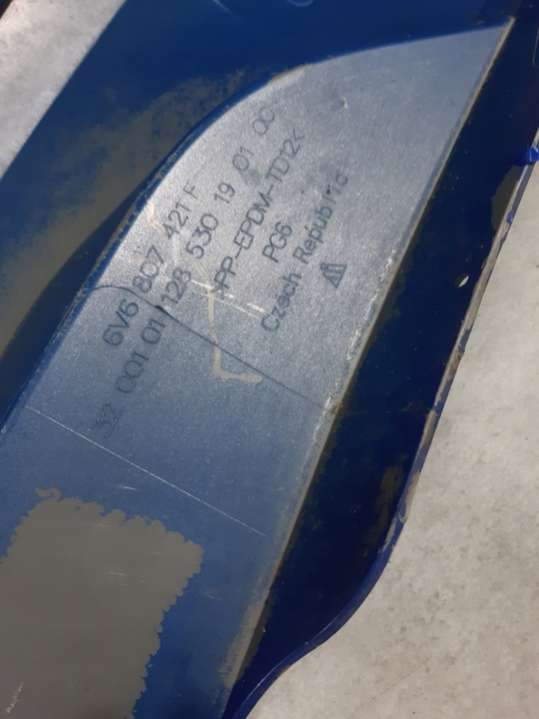 6V6 807 421 F
001 01 128 530 19 01 00
>PP-EPDM-TD12<
PG6
Czech Republic